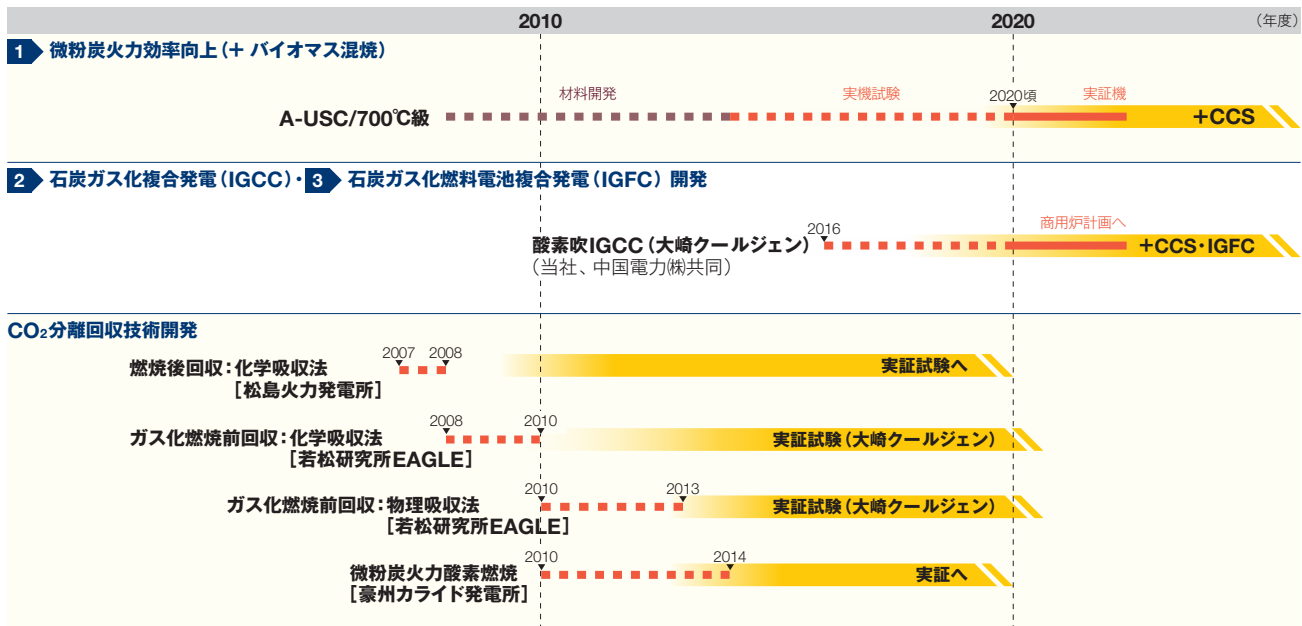 2010 2020 (年度)
1 微粉炭火力効率向上(+ バイオマス混焼)
材料開発 実機試験 2020頃 実証機
A-USC/700℃級 +CCS
2 石炭ガス化複合発電(IGCC)・3 石炭ガス化燃料電池複合発電(IGFC) 開発
2016 商用炉計画へ
酸素吹IGCC(大崎クールジェン) +CCS・IGFC
(当社、中国電力㈱共同)
CO₂分離回収技術開発
2007 2008
燃焼後回収:化学吸収法 実証試験へ
[松島火力発電所]
2008 2010
ガス化燃焼前回収:化学吸収法 実証試験(大崎クールジェン)
[若松研究所EAGLE]
2010 2013
ガス化燃焼前回収:物理吸収法 実証試験(大崎クールジェン)
[若松研究所EAGLE]
2010 2014
微粉炭火力酸素燃焼 実証へ
[豪州カライド発電所]